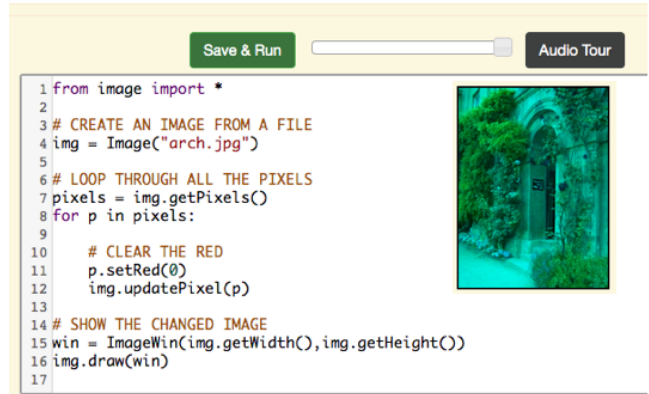 Save & Run
Audio Tour
1 from image import *
2
3 # CREATE AN IMAGE FROM A FILE
4 img = Image("arch.jpg")
5
6 # LOOP THROUGH ALL THE PIXELS
7 pixels = img.getPixels()
8 for p in pixels:
9
10     # CLEAR THE RED
11     p.setRed(0)
12     img.updatePixel(p)
13
14 # SHOW THE CHANGED IMAGE
15 win = ImageWin(img.getWidth(),img.getHeight())
16 img.draw(win)
17